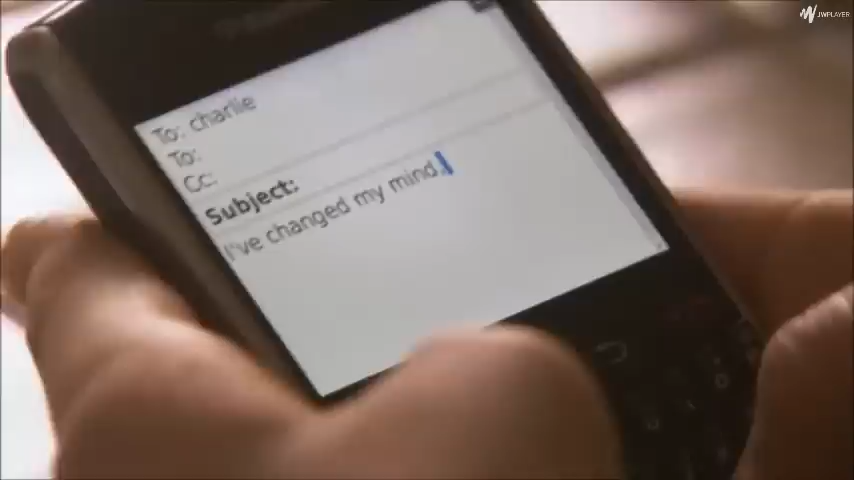 JWPLAYER
To: charlie
To:
Cc:
Subject:
I've changed my mind.